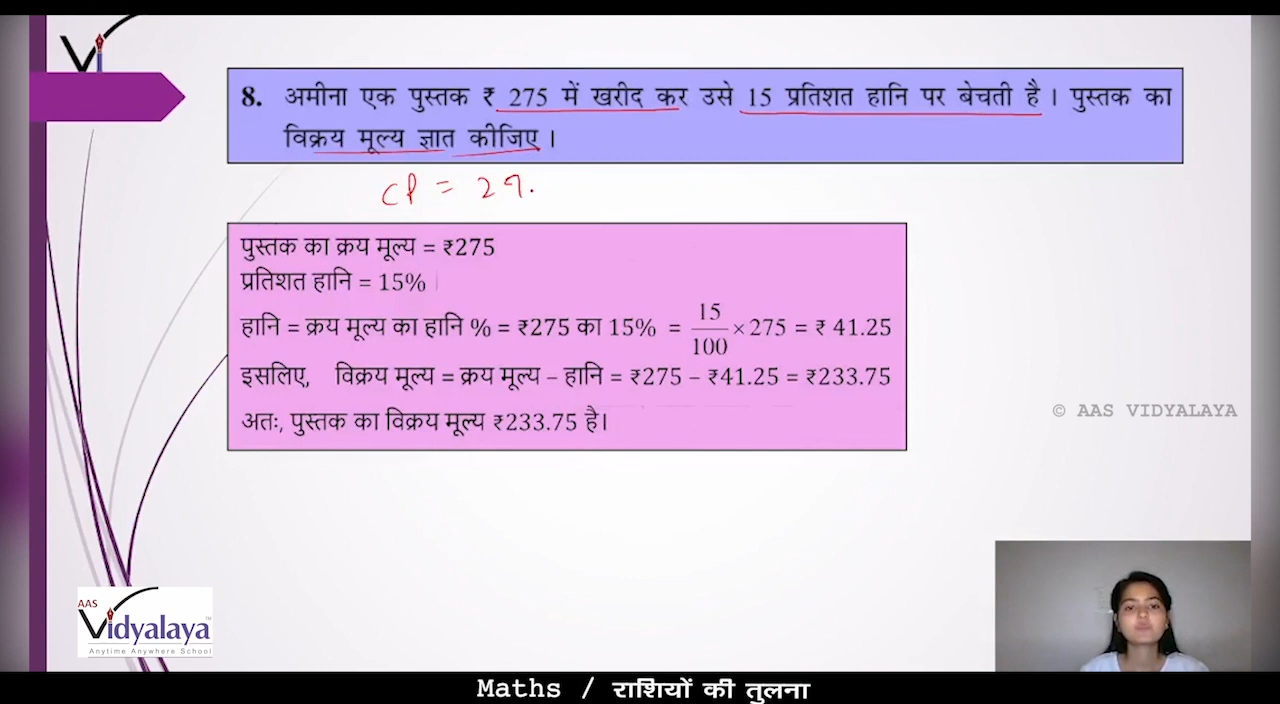 8. अमीना एक पुस्तक ₹ 275 में खरीद कर उसे 15 प्रतिशत हानि पर बेचती है। पुस्तक का
विक्रय मूल्य ज्ञात कीजिए।
CP = 27.
पुस्तक का क्रय मूल्य = ₹275
प्रतिशत हानि = 15%
हानि = क्रय मूल्य का हानि % = ₹275 का 15% = 15/100 × 275 = ₹ 41.25
इसलिए, विक्रय मूल्य = क्रय मूल्य – हानि = ₹275 – ₹41.25 = ₹233.75
अतः, पुस्तक का विक्रय मूल्य ₹233.75 है।
© AAS VIDYALAYA
AAS
Vidyalaya
Anytime Anywhere School
Maths / राशियों की तुलना